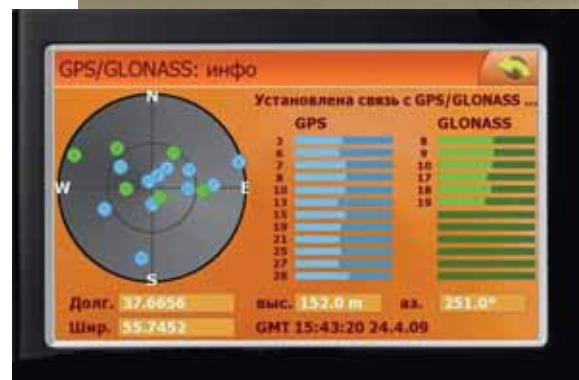 GPS/GLONASS: инфо
Установлена связь с GPS/GLONASS ...
GPS GLONASS
N
W E
S
3 8
6 9
7 10
8 17
10 18
13 19
15
19
21
25
27
28
Долг. 37.6656 выс. 152.0 m аз. 251.0°
Шир. 55.7452 GMT 15:43:20 24.4.09